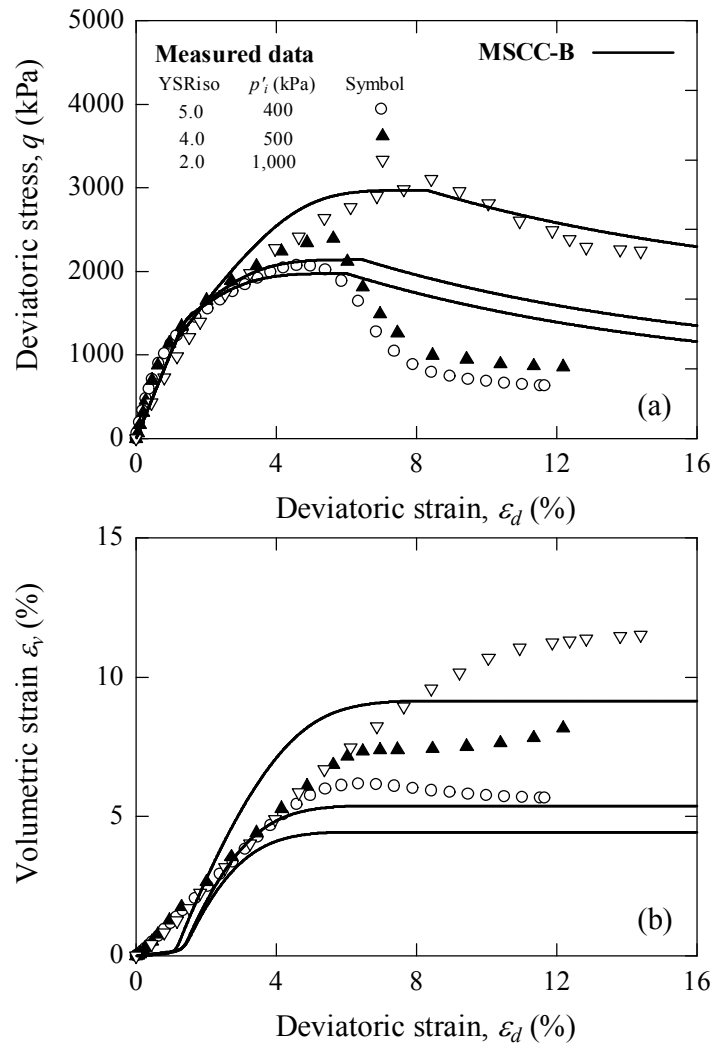 5000
Measured data
MSCC-B
YSRiso p′i (kPa) Symbol
4000
5.0 400
4.0 500
2.0 1,000
3000
Deviatoric stress, q (kPa)
2000
1000
(a)
0
0 4 8 12 16
Deviatoric strain, εd (%)
15
10
Volumetric strain εv (%)
5
(b)
0
0 4 8 12 16
Deviatoric strain, εd (%)